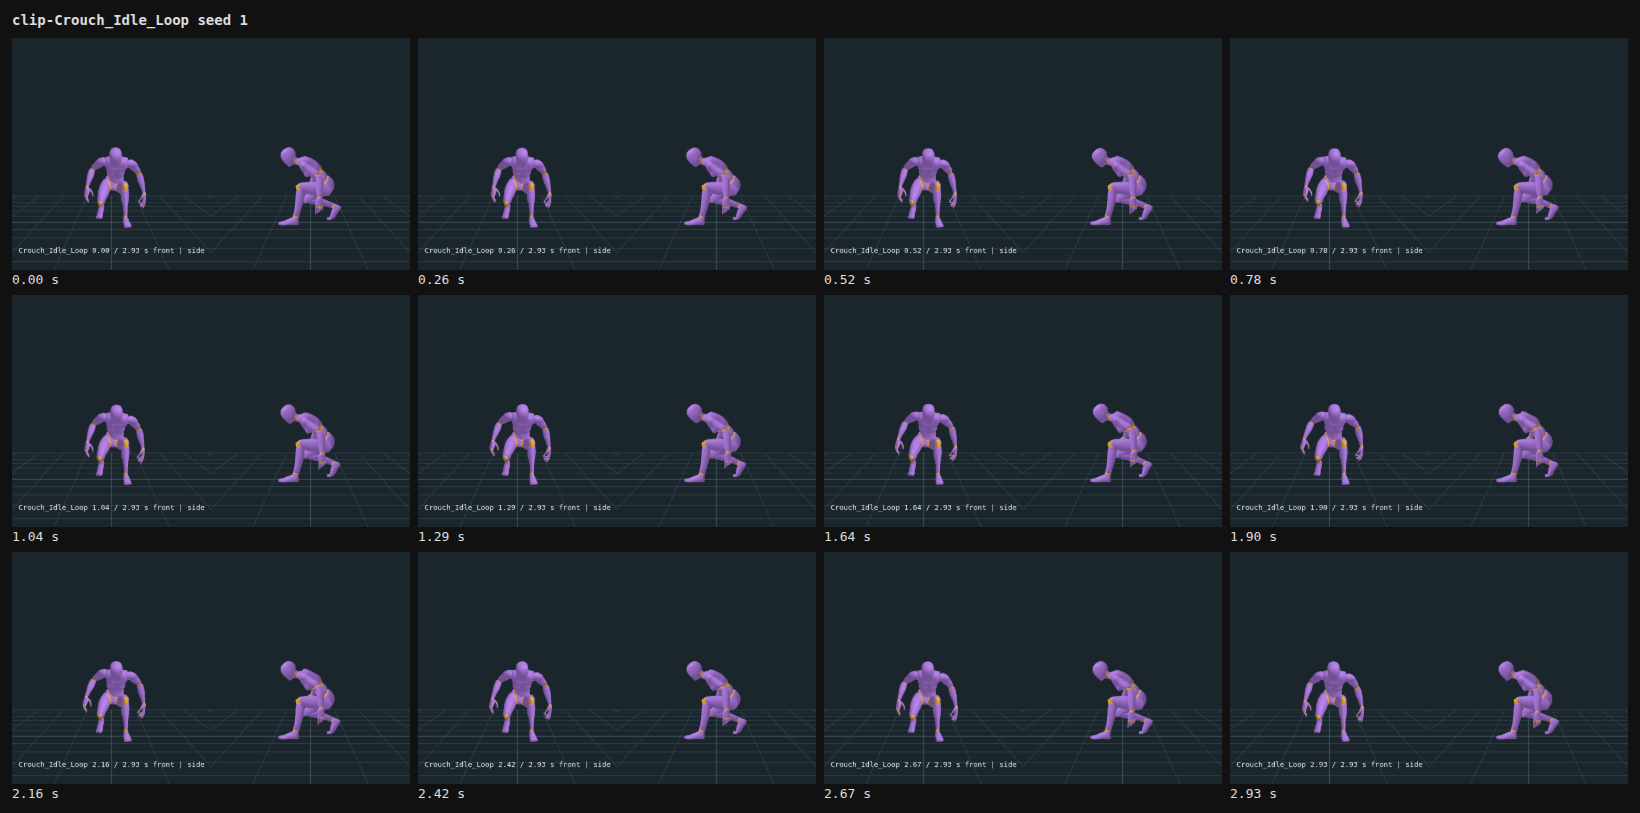 clip-Crouch_Idle_Loop seed 1
Crouch_Idle_Loop 0.00 / 2.93 s front | side
Crouch_Idle_Loop 0.26 / 2.93 s front | side
Crouch_Idle_Loop 0.52 / 2.93 s front | side
Crouch_Idle_Loop 0.78 / 2.93 s front | side
0.00 s
0.26 s
0.52 s
0.78 s
Crouch_Idle_Loop 1.04 / 2.93 s front | side
Crouch_Idle_Loop 1.29 / 2.93 s front | side
Crouch_Idle_Loop 1.64 / 2.93 s front | side
Crouch_Idle_Loop 1.90 / 2.93 s front | side
1.04 s
1.29 s
1.64 s
1.90 s
Crouch_Idle_Loop 2.16 / 2.93 s front | side
Crouch_Idle_Loop 2.42 / 2.93 s front | side
Crouch_Idle_Loop 2.67 / 2.93 s front | side
Crouch_Idle_Loop 2.93 / 2.93 s front | side
2.16 s
2.42 s
2.67 s
2.93 s